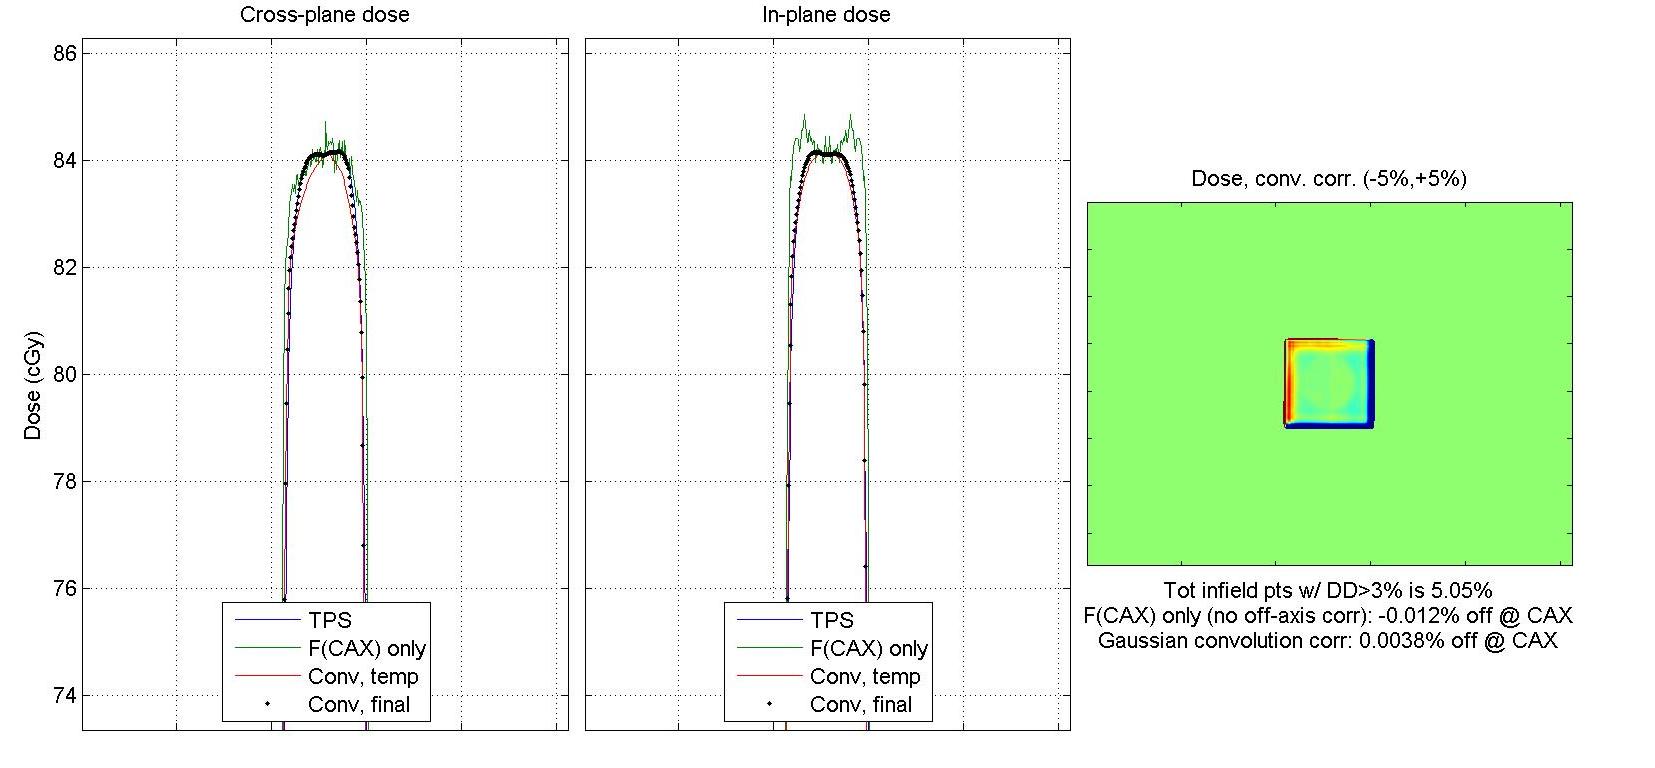 Cross-plane dose
In-plane dose
86
84
82
80
78
76
74
Dose (cGy)
TPS
F(CAX) only
Conv, temp
Conv, final
TPS
F(CAX) only
Conv, temp
Conv, final
Dose, conv. corr. (-5%,+5%)
Tot infield pts w/ DD>3% is 5.05%
F(CAX) only (no off-axis corr): -0.012% off @ CAX
Gaussian convolution corr: 0.0038% off @ CAX